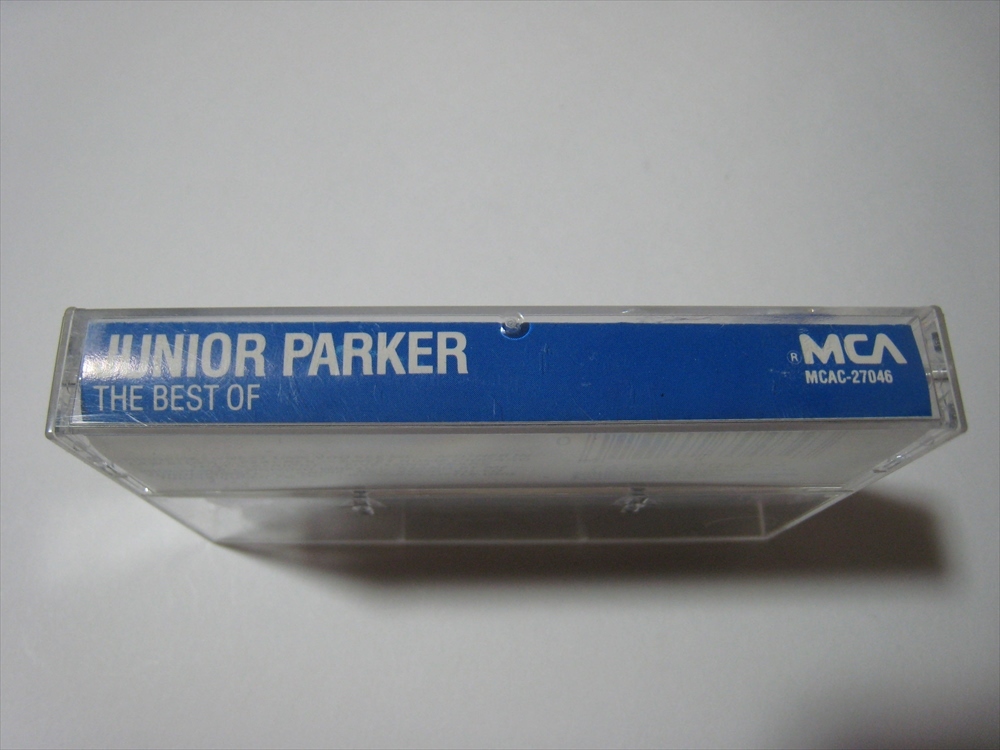 JUNIOR PARKER
THE BEST OF
® MCA
MCAC-27046